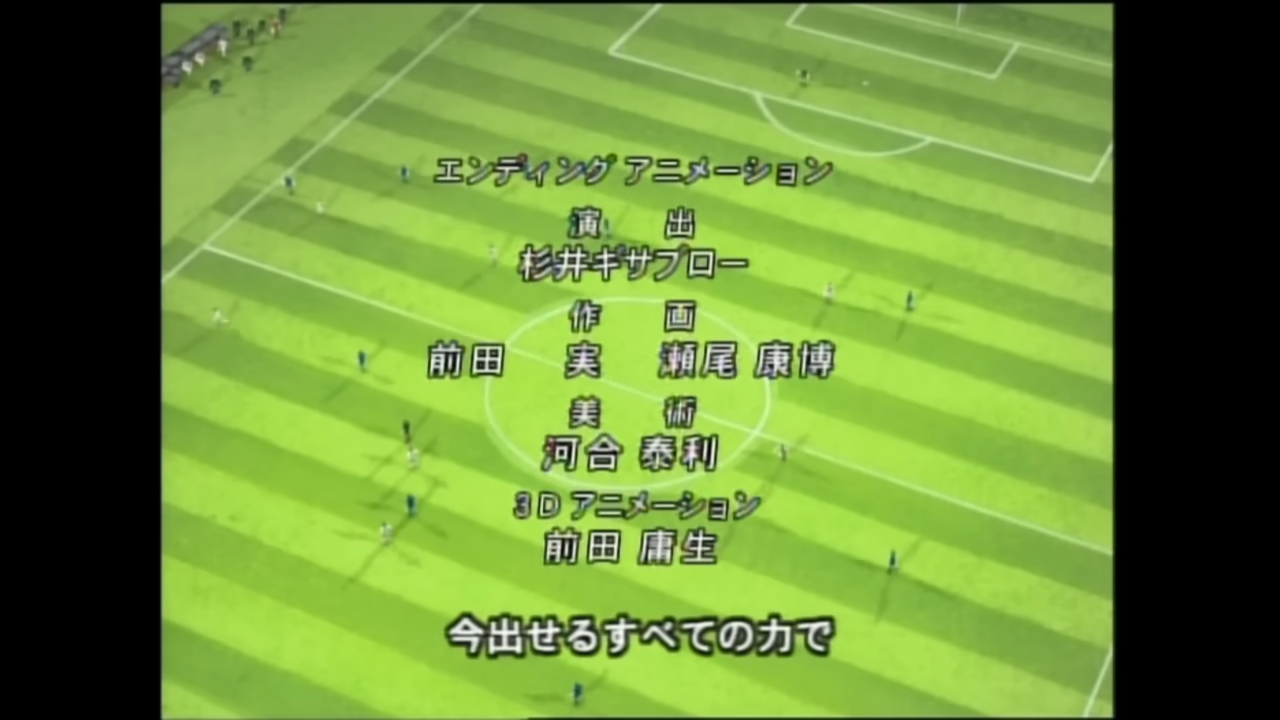 エンディング アニメーション
演　出
杉井ギサブロー
作　画
前田　実　瀬尾 康博
美　術
河合 泰利
3D アニメーション
前田 庸生
今出せるすべての力で